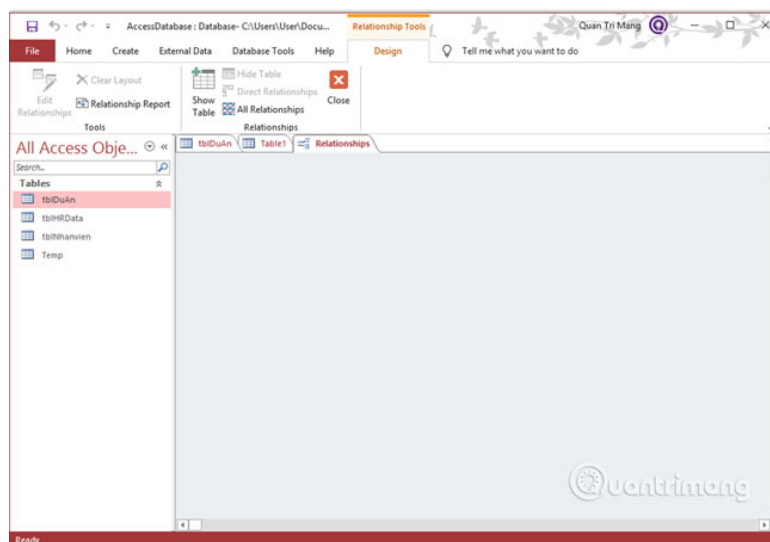 AccessDatabase : Database- C:\Users\User\Docu... Relationship Tools Quan Tri Mang
File Home Create External Data Database Tools Help Design Tell me what you want to do
Edit Relationships
Clear Layout
Relationship Report
Tools
Show Table
Hide Table
Direct Relationships
All Relationships
Close
Relationships
All Access Obje... «
tblDuAn Table1 Relationships
Search..
Tables
tblDuAn
tblHRData
tblNhanvien
Temp
Quantrimang
Ready